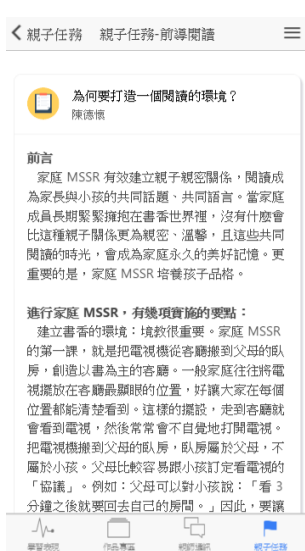 親子任務 親子任務-前導閱讀
為何要打造一個閱讀的環境？
陳德懷
前言
家庭 MSSR 有效建立親子親密關係，閱讀成
為家長與小孩的共同話題、共同語言。當家庭
成員長期緊緊擁抱在書香世界裡，沒有什麼會
比這種親子關係更為親密、溫馨，且這些共同
閱讀的時光，會成為家庭永久的美好記憶。更
重要的是，家庭 MSSR 培養孩子品格。
進行家庭 MSSR，有幾項實施的要點：
建立書香的環境：境教很重要。家庭 MSSR
的第一課，就是把電視機從客廳搬到父母的臥
房，創造以書為主的客廳。一般家庭往往將電
視擺放在客廳最顯眼的位置，好讓大家在每個
位置都能清楚看到。這樣的擺設，走到客廳就
會看到電視，然後常常會不自覺地打開電視。
把電視機搬到父母的臥房，臥房屬於父母，不
屬於小孩。父母比較容易跟小孩訂定看電視的
「協議」。例如：父母可以對小孩說：「看 3
分鐘之後就要回去自己的房間。」因此，要讓
作品專區
親子任務